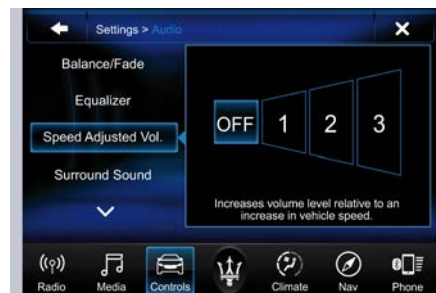 Settings > Audio
Balance/Fade
Equalizer
Speed Adjusted Vol.
Surround Sound
OFF 1 2 3
Increases volume level relative to an
increase in vehicle speed.
Radio Media Controls Climate Nav Phone